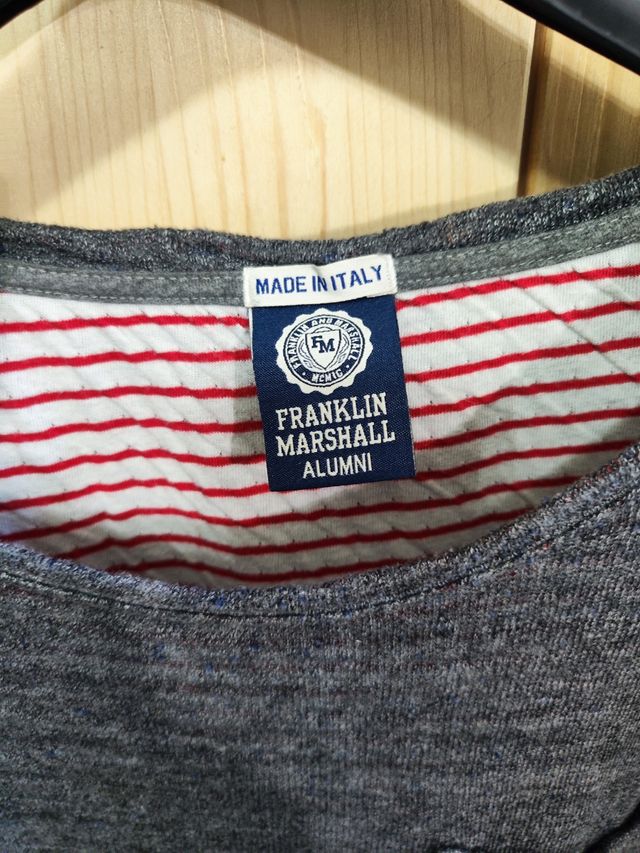 MADE IN ITALY
FRANKLIN AND MARSHALL
FM
MCMIC
FRANKLIN
MARSHALL
ALUMNI